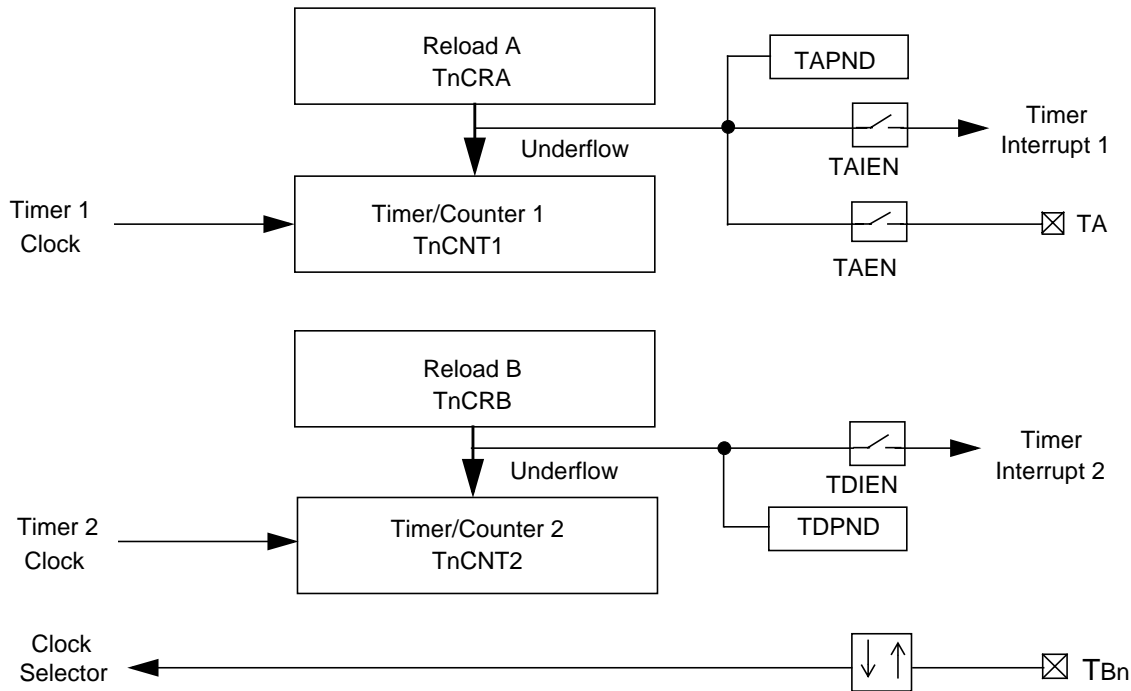 Reload A
TnCRA
TAPND
Timer
Interrupt 1
Underflow
TAIEN
Timer 1
Clock
Timer/Counter 1
TnCNT1
TA
TAEN
Reload B
TnCRB
Timer
Interrupt 2
Underflow
TDIEN
Timer 2
Clock
Timer/Counter 2
TnCNT2
TDPND
Clock
Selector
TBn